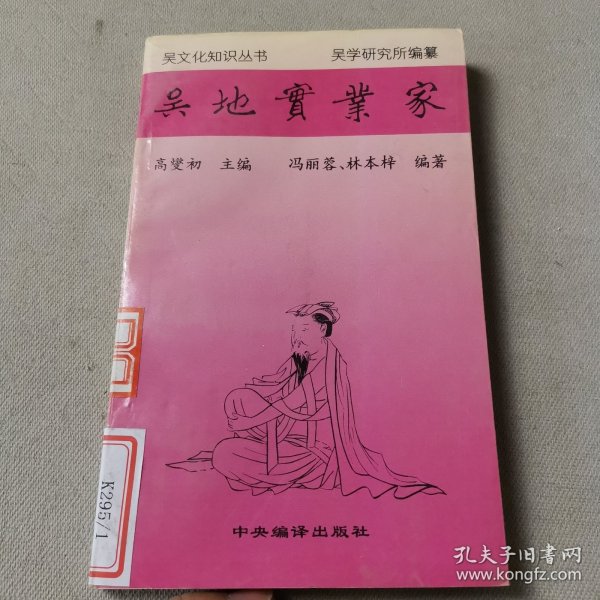 吴文化知识丛书 吴学研究所编纂
吴地實業家
高燮初 主编 冯丽蓉、林本梓 编著
K295/1
中央编译出版社
孔夫子旧书网
www.kongfz.com